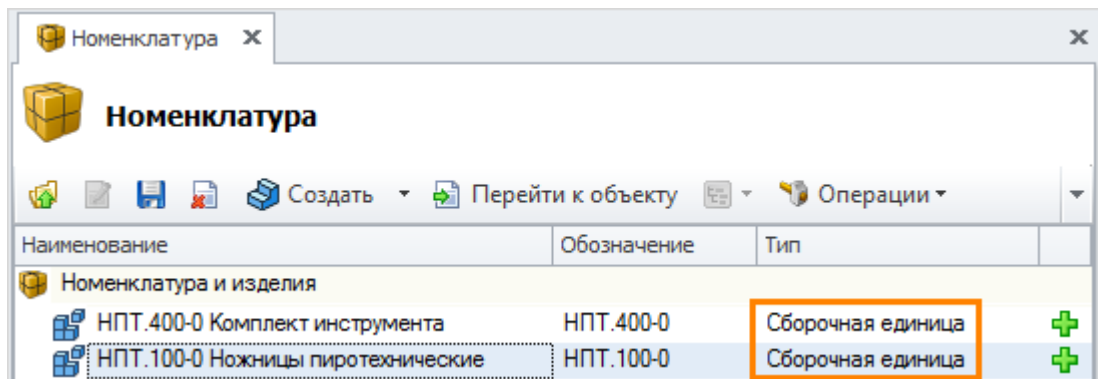 Номенклатура
Номенклатура
Создать Перейти к объекту Операции
Наименование Обозначение Тип
Номенклатура и изделия
НПТ.400-0 Комплект инструмента НПТ.400-0 Сборочная единица
НПТ.100-0 Ножницы пиротехнические НПТ.100-0 Сборочная единица